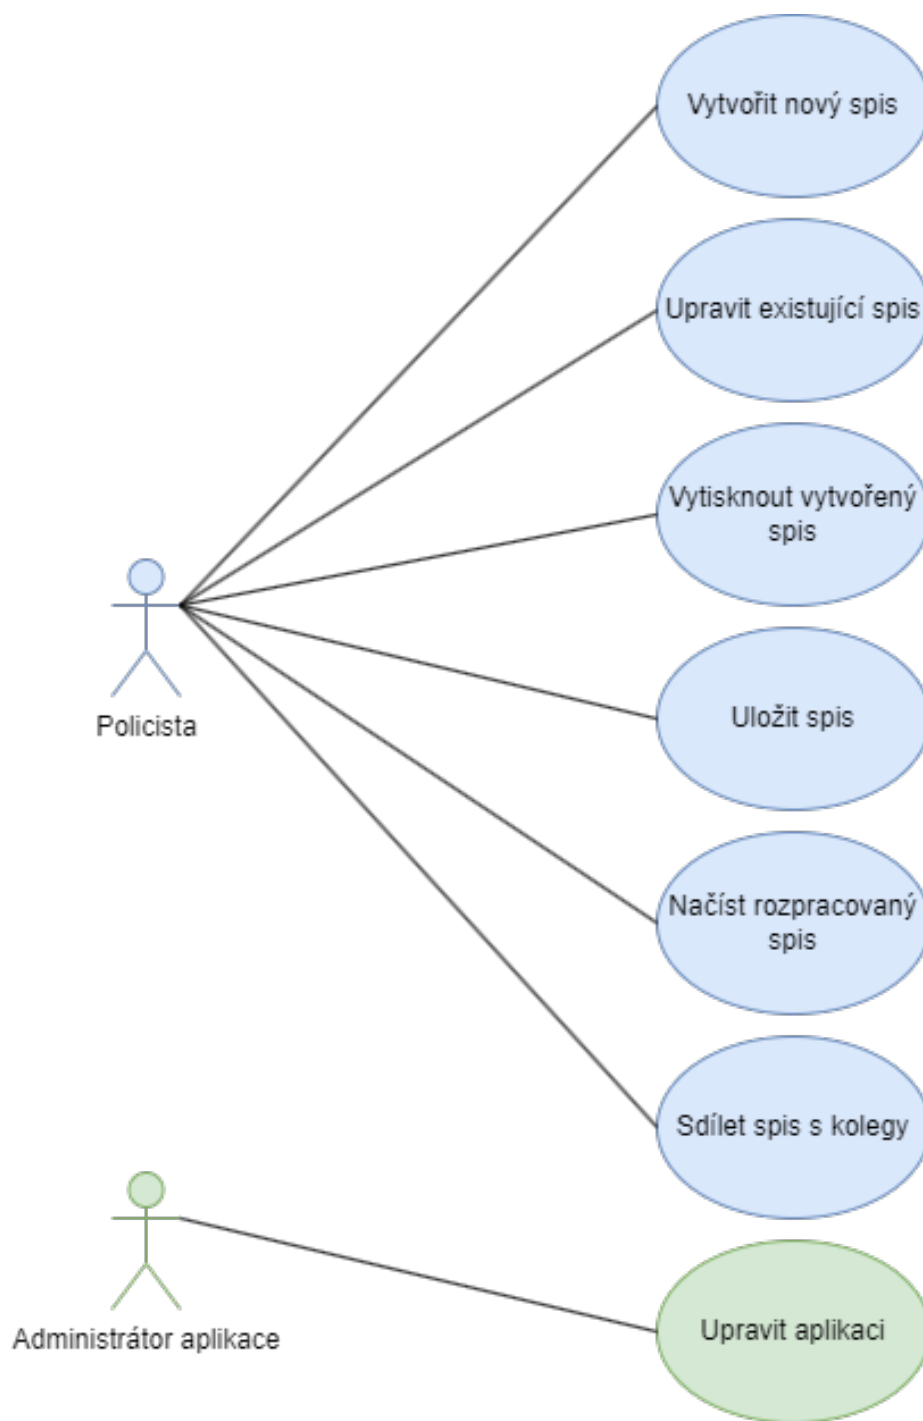 Vytvořit nový spis
Upravit existující spis
Vytisknout vytvořený
spis
Policista
Uložit spis
Načíst rozpracovaný
spis
Sdílet spis s kolegy
Administrátor aplikace
Upravit aplikaci